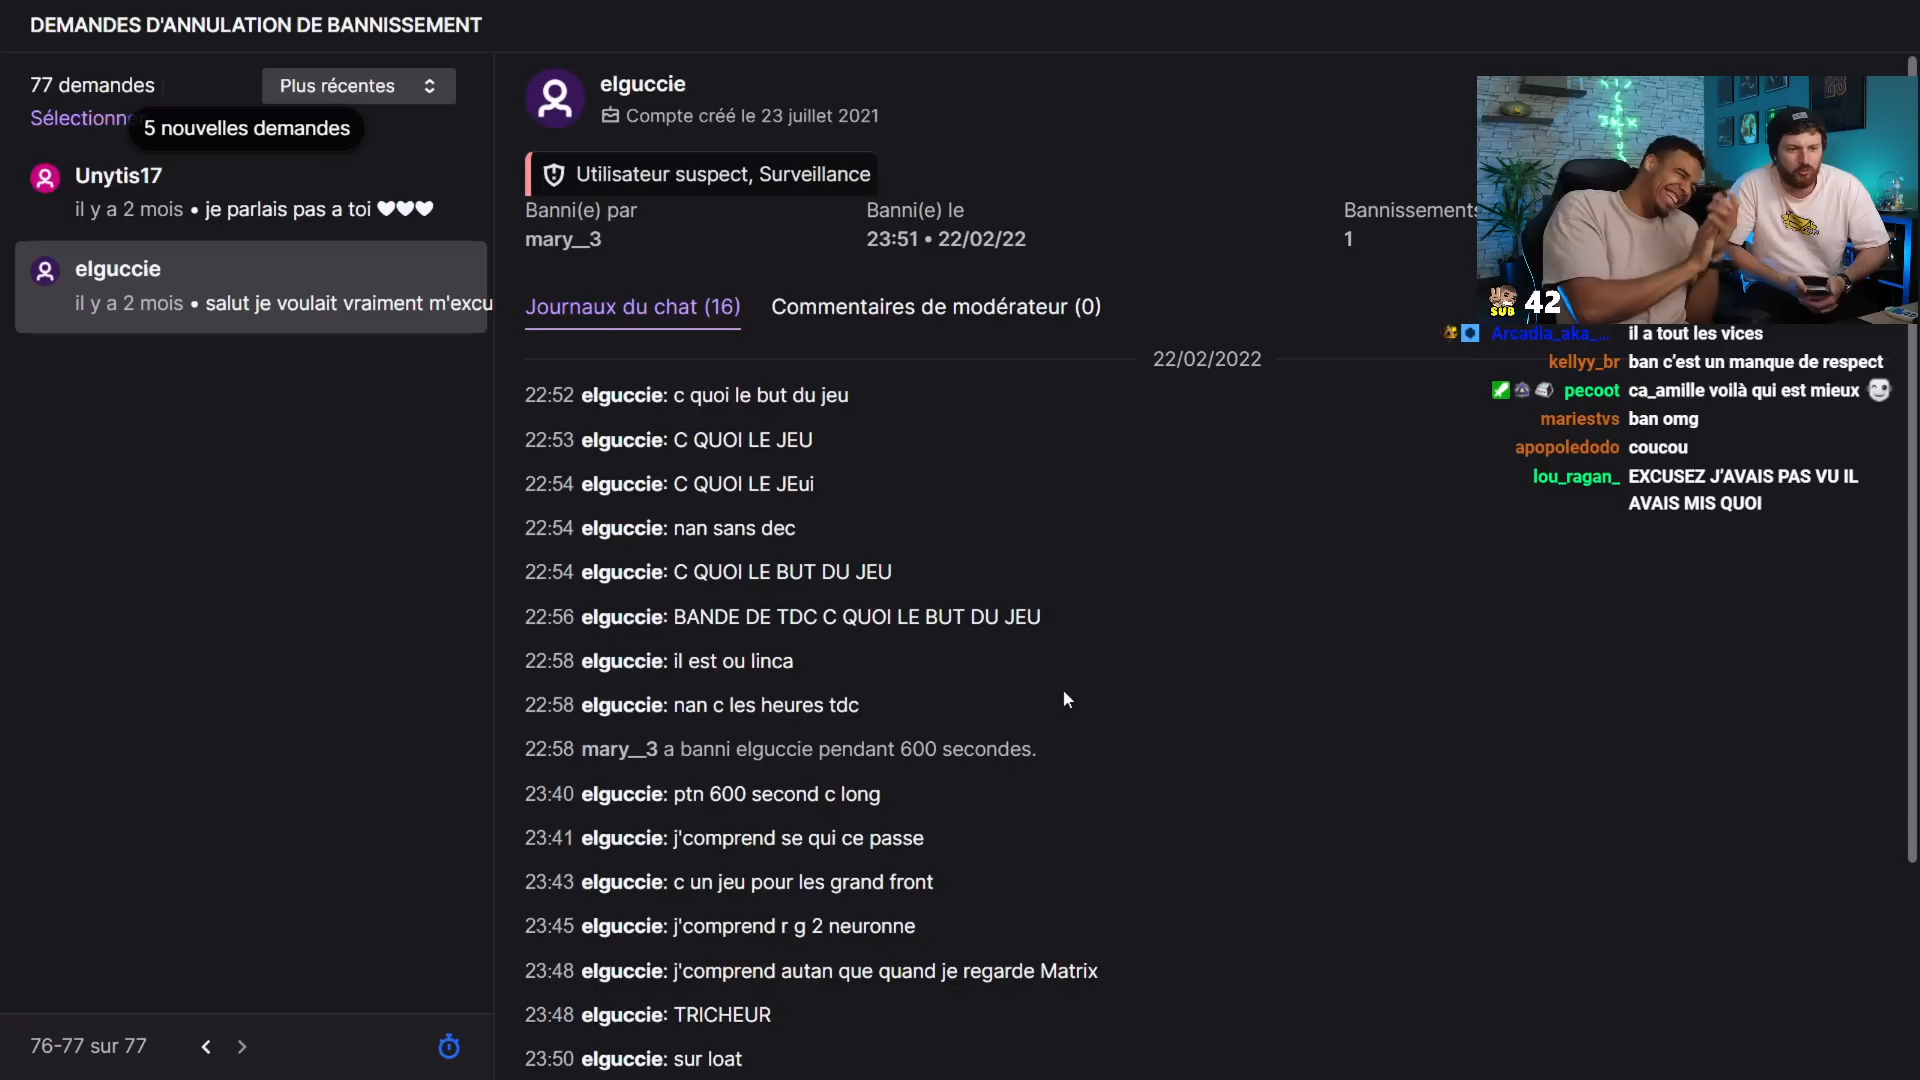 DEMANDES D'ANNULATION DE BANNISSEMENT
77 demandes
Plus récentes
Sélectionne
5 nouvelles demandes
Unytis17
il y a 2 mois • je parlais pas a toi 🤍🤍🤍
elguccie
il y a 2 mois • salut je voulait vraiment m'excu
76-77 sur 77
elguccie
Compte créé le 23 juillet 2021
Utilisateur suspect, Surveillance
Banni(e) par
mary__3
Banni(e) le
23:51 • 22/02/22
Bannissements
1
Journaux du chat (16)
Commentaires de modérateur (0)
22/02/2022
22:52 elguccie: c quoi le but du jeu
22:53 elguccie: C QUOI LE JEU
22:54 elguccie: C QUOI LE JEui
22:54 elguccie: nan sans dec
22:54 elguccie: C QUOI LE BUT DU JEU
22:56 elguccie: BANDE DE TDC C QUOI LE BUT DU JEU
22:58 elguccie: il est ou linca
22:58 elguccie: nan c les heures tdc
22:58 mary__3 a banni elguccie pendant 600 secondes.
23:40 elguccie: ptn 600 second c long
23:41 elguccie: j'comprend se qui ce passe
23:43 elguccie: c un jeu pour les grand front
23:45 elguccie: j'comprend r g 2 neuronne
23:48 elguccie: j'comprend autan que quand je regarde Matrix
23:48 elguccie: TRICHEUR
23:50 elguccie: sur loat
SUB 42
Arcadia_aka_... il a tout les vices
kellyy_br ban c'est un manque de respect
pecoot ca_amille voilà qui est mieux
mariestvs ban omg
apopoledodo coucou
lou_ragan_ EXCUSEZ J'AVAIS PAS VU IL
AVAIS MIS QUOI